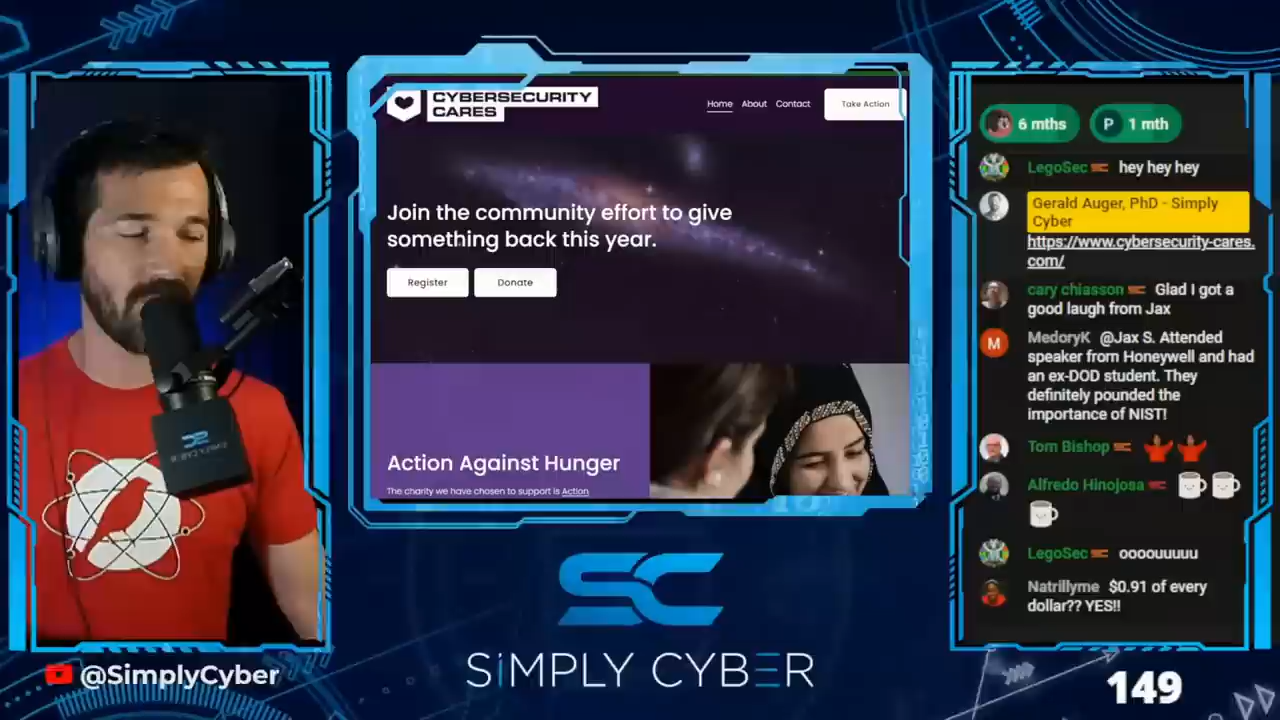 CYBERSECURITY
CARES
Home About Contact Take Action
Join the community effort to give
something back this year.
Register Donate
Action Against Hunger
The charity we have chosen to support is Action
6 mths P 1 mth
LegoSec hey hey hey
Gerald Auger, PhD - Simply
Cyber
https://www.cybersecurity-cares.
com/
cary chiasson Glad I got a
good laugh from Jax
M MedoryK @Jax S. Attended
speaker from Honeywell and had
an ex-DOD student. They
definitely pounded the
importance of NIST!
Tom Bishop
Alfredo Hinojosa
LegoSec oooouuuuu
Natrillyme $0.91 of every
dollar?? YES!!
SC
SiMPLY CYBER
@SimplyCyber
149